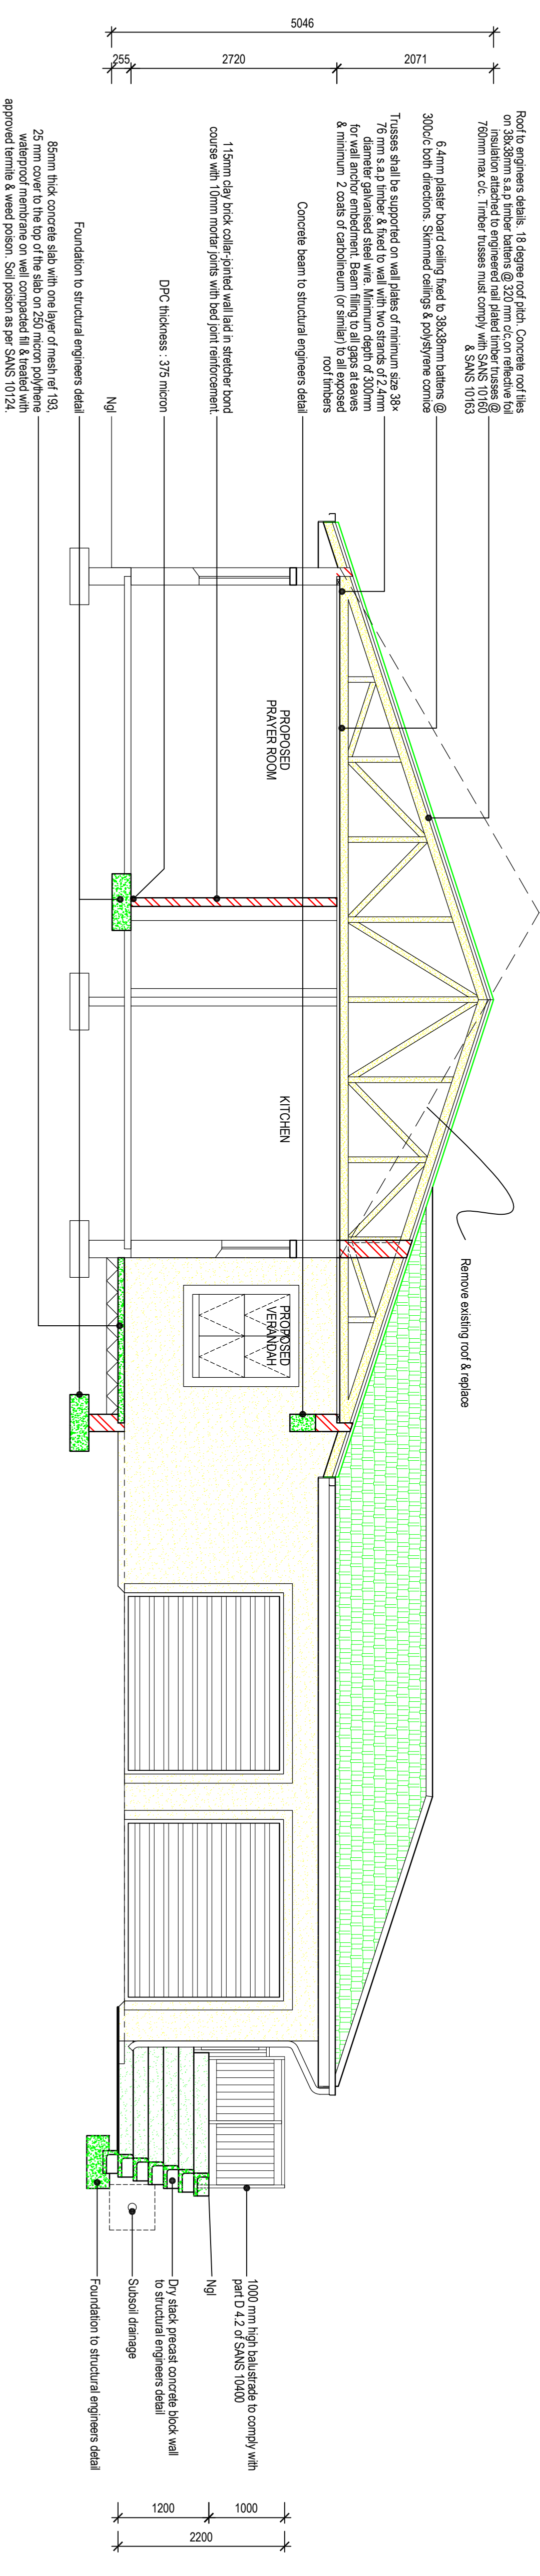 5046
255
2720
2071
Roof to engineers details. 18 degree roof pitch. Concrete roof tiles
on 38x38mm s.a.p timber battens @ 320 mm c/c,on reflective foil
insulation attached to engineered nail plated timber trusses @
760mm max c/c. Timber trusses must comply with SANS 10160
& SANS 10163
6.4mm plaster board ceiling fixed to 38x38mm battens @
300c/c both directions. Skimmed ceilings & polystyrene cornice
Trusses shall be supported on wall plates of minimum size 38×
76 mm s.a.p timber & fixed to wall with two strands of 2.4mm
diameter galvanised steel wire. Minimum depth of 300mm
for wall anchor embedment. Beam filling to all gaps at eaves
& minimum 2 coats of carbolineum (or similar) to all exposed
roof timbers
Concrete beam to structural engineers detail
115mm clay brick collar-jointed wall laid in stretcher bond
course with 10mm mortar joints with bed joint reinforcement.
DPC thickness : 375 micron
Ngl
Foundation to structural engineers detail
85mm thick concrete slab with one layer of mesh ref 193,
25 mm cover to the top of the slab on 250 micron polythene
waterproof membrane on well compacted fill & treated with
approved termite & weed poison. Soil poison as per SANS 10124.
PROPOSED
PRAYER ROOM
KITCHEN
PROPOSED
VERANDAH
Remove existing roof & replace
1000 mm high balustrade to comply with
part D 4.2 of SANS 10400
Ngl
Dry stack precast concrete block wall
to structural engineers detail
Subsoil drainage
Foundation to structural engineers detail
1200
1000
2200